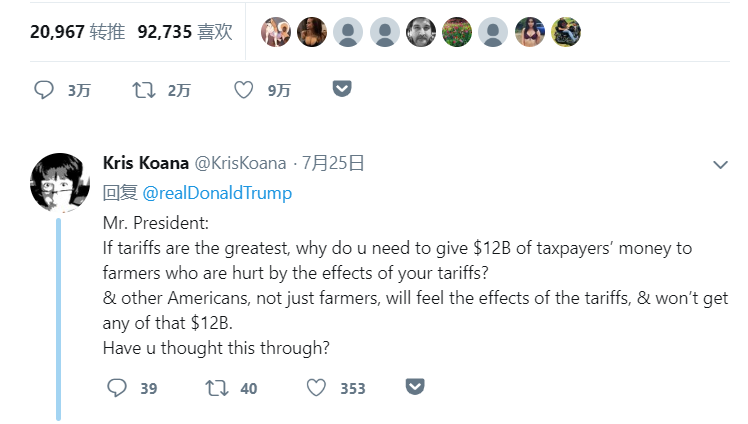 20,967 转推 92,735 喜欢
3万 2万 9万
Kris Koana @KrisKoana · 7月25日
回复 @realDonaldTrump
Mr. President:
If tariffs are the greatest, why do u need to give $12B of taxpayers’ money to
farmers who are hurt by the effects of your tariffs?
& other Americans, not just farmers, will feel the effects of the tariffs, & won’t get
any of that $12B.
Have u thought this through?
39 40 353